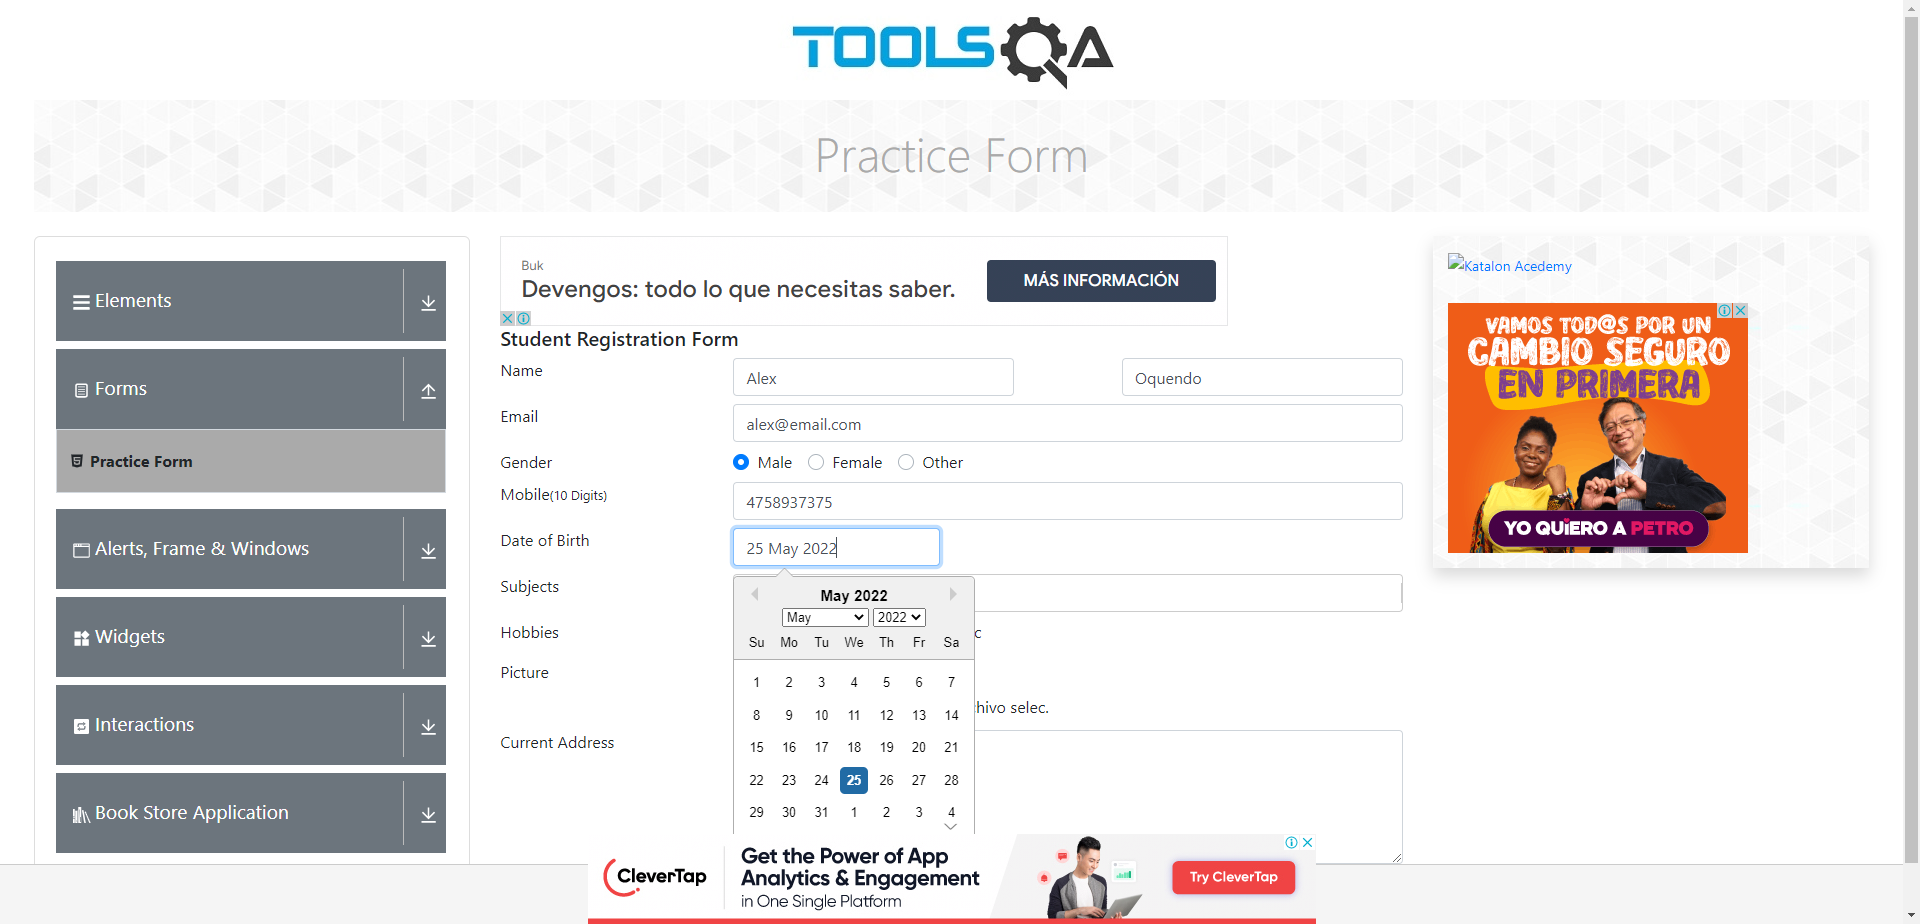 TOOLSQA
Practice Form
Elements
Forms
Practice Form
Alerts, Frame & Windows
Widgets
Interactions
Book Store Application
Buk
Devengos: todo lo que necesitas saber.
MÁS INFORMACIÓN
Student Registration Form
Name
Alex
Oquendo
Email
alex@email.com
Gender
Male
Female
Other
Mobile(10 Digits)
4758937375
Date of Birth
25 May 2022
Subjects
May 2022
May
2022
Su Mo Tu We Th Fr Sa
1 2 3 4 5 6 7
8 9 10 11 12 13 14
15 16 17 18 19 20 21
22 23 24 25 26 27 28
29 30 31 1 2 3 4
Hobbies
c
Picture
hivo selec.
Current Address
Katalon Acedemy
VAMOS TOD@S POR UN
CAMBIO SEGURO
EN PRIMERA
YO QUIERO A PETRO
CleverTap
Get the Power of App
Analytics & Engagement
in One Single Platform
Try CleverTap